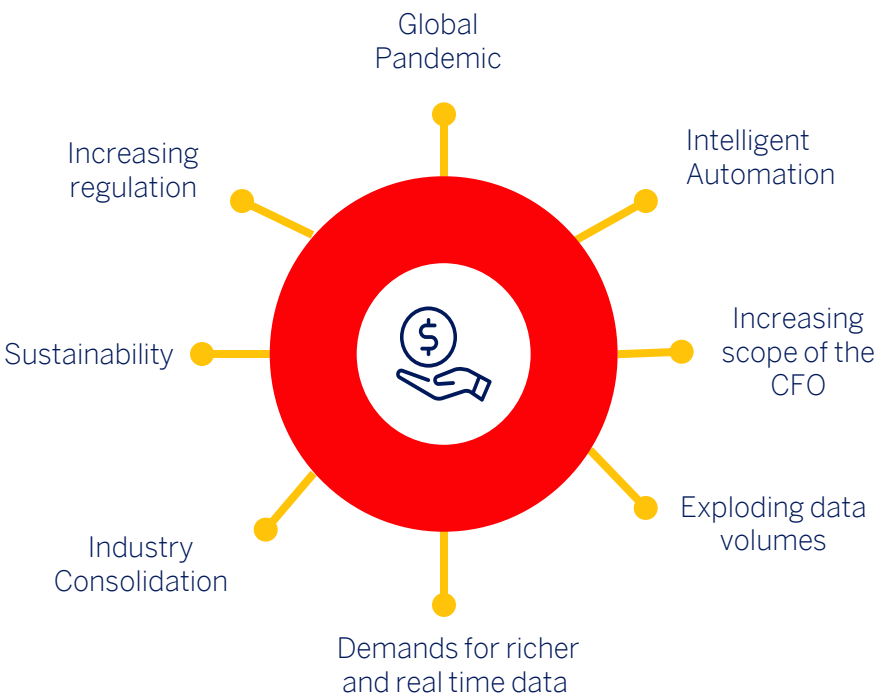 Global
Pandemic
Intelligent
Automation
Increasing
scope of the
CFO
Exploding data
volumes
Demands for richer
and real time data
Industry
Consolidation
Sustainability
Increasing
regulation
$